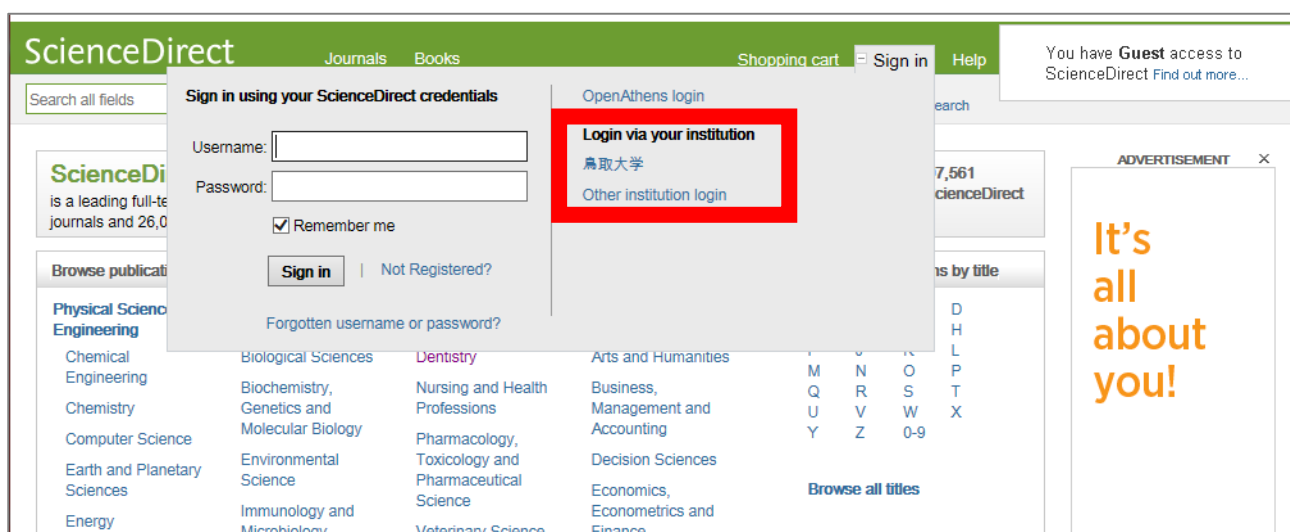 ScienceDirect
Journals
Books
Shopping cart
Sign in
Help
You have Guest access to
ScienceDirect Find out more...
Search all fields
Sign in using your ScienceDirect credentials
Username:
Password:
Remember me
Sign in
|
Not Registered?
Forgotten username or password?
OpenAthens login
Login via your institution
鳥取大学
Other institution login
earch
ScienceDi
is a leading full-te
journals and 26,0
7,561
cienceDirect
ADVERTISEMENT X
It's
all
about
you!
Browse publicati
Physical Scienc
Engineering
Chemical
Engineering
Chemistry
Computer Science
Earth and Planetary
Sciences
Energy
Biological Sciences
Biochemistry,
Genetics and
Molecular Biology
Environmental
Science
Immunology and
Microbiology
Dentistry
Nursing and Health
Professions
Pharmacology,
Toxicology and
Pharmaceutical
Science
Veterinary Science
Arts and Humanities
Business,
Management and
Accounting
Decision Sciences
Economics,
Econometrics and
Finance
ns by title
D
H
L
M N O P
Q R S T
U V W X
Y Z 0-9
Browse all titles